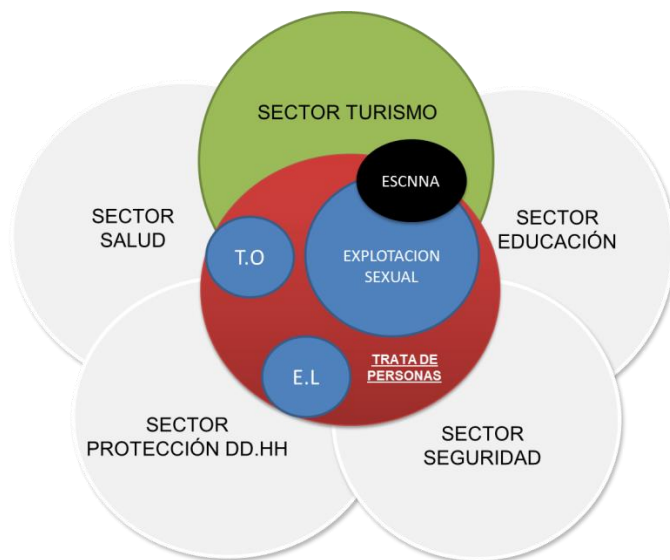 SECTOR TURISMO
ESCNNA
SECTOR
SALUD
SECTOR
EDUCACIÓN
T.O
EXPLOTACION
SEXUAL
E.L
TRATA DE
PERSONAS
SECTOR
PROTECCIÓN DD.HH
SECTOR
SEGURIDAD